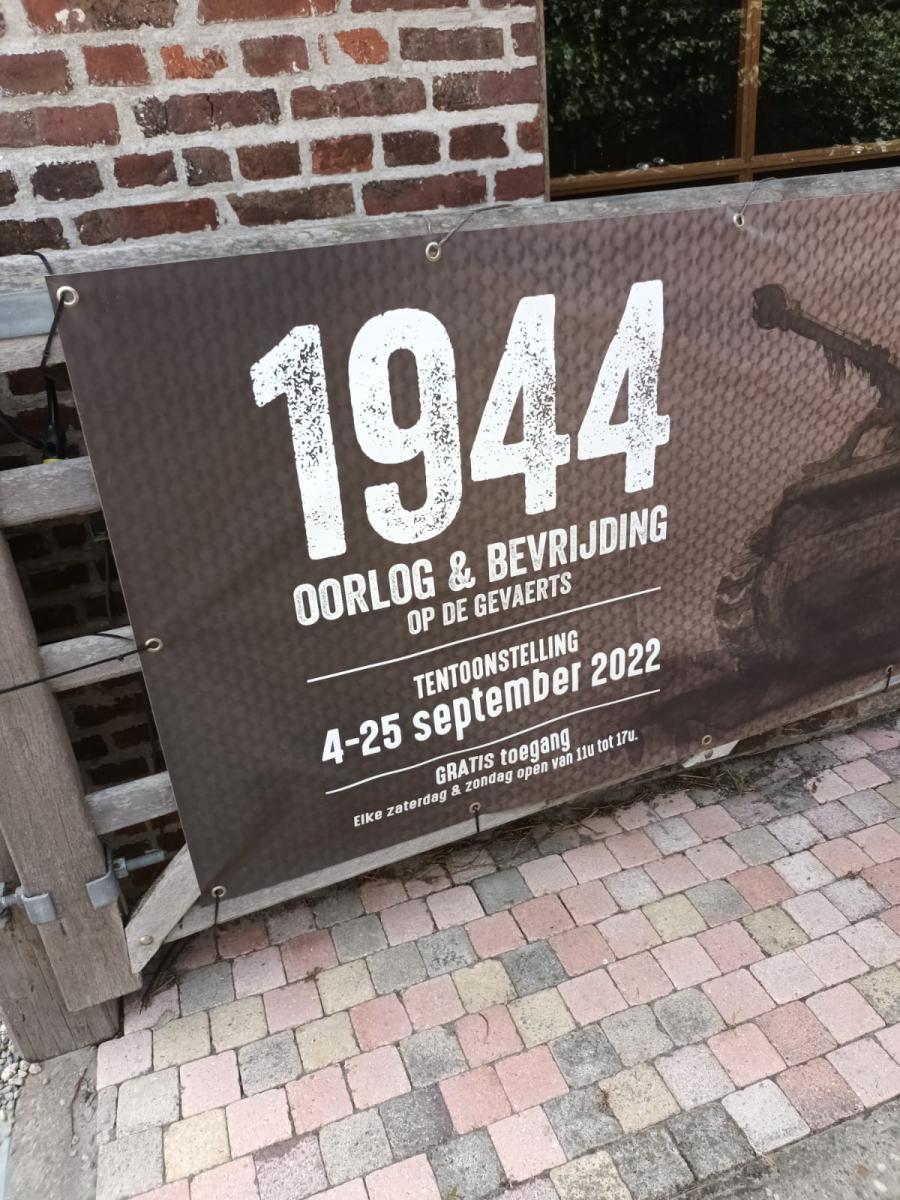 1944
OORLOG & BEVRIJDING
OP DE GEVAERTS
TENTOONSTELLING
4-25 september 2022
GRATIS toegang
Elke zaterdag & zondag open van 11u tot 17u.